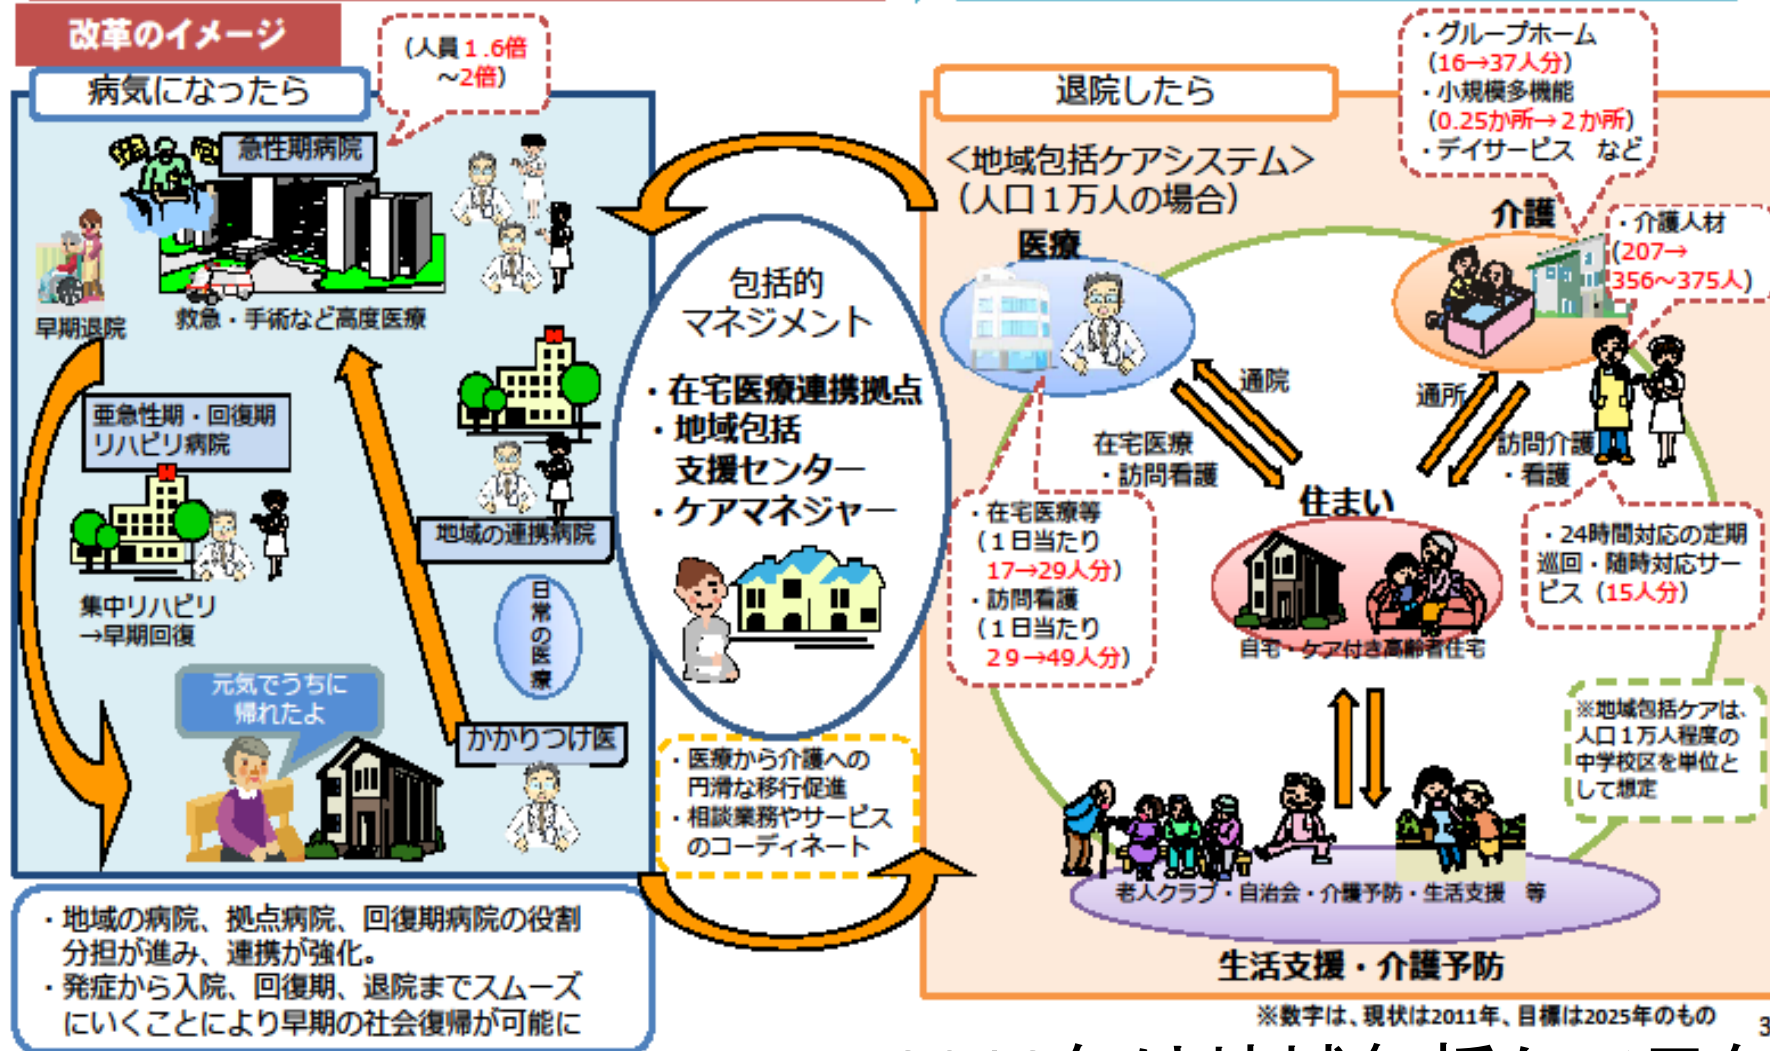 改革のイメージ
病気になったら
(人員1.6倍
～2倍)
急性期病院
早期退院
救急・手術など高度医療
亜急性期・回復期
リハビリ病院
集中リハビリ
→早期回復
地域の連携病院
日常の医療
元気でうちに
帰れたよ
かかりつけ医
・地域の病院、拠点病院、回復期病院の役割
分担が進み、連携が強化。
・発症から入院、回復期、退院までスムーズ
にいくことにより早期の社会復帰が可能に
包括的
マネジメント
・在宅医療連携拠点
・地域包括
支援センター
・ケアマネジャー
・医療から介護への
円滑な移行促進
・相談業務やサービス
のコーディネート
退院したら
＜地域包括ケアシステム＞
(人口１万人の場合)
・グループホーム
(16→37人分)
・小規模多機能
(0.25か所→２か所)
・デイサービス など
医療
介護
・介護人材
(207→
356～375人)
通院
在宅医療
・訪問看護
通所
訪問介護
・看護
・在宅医療等
(１日当たり
17→29人分)
・訪問看護
(１日当たり
２９→49人分)
住まい
自宅・ケア付き高齢者住宅
・24時間対応の定期
巡回・随時対応サー
ビス(15人分)
※地域包括ケアは、
人口１万人程度の
中学校区を単位と
して想定
老人クラブ・自治会・介護予防・生活支援 等
生活支援・介護予防
※数字は、現状は2011年、目標は2025年のもの
3